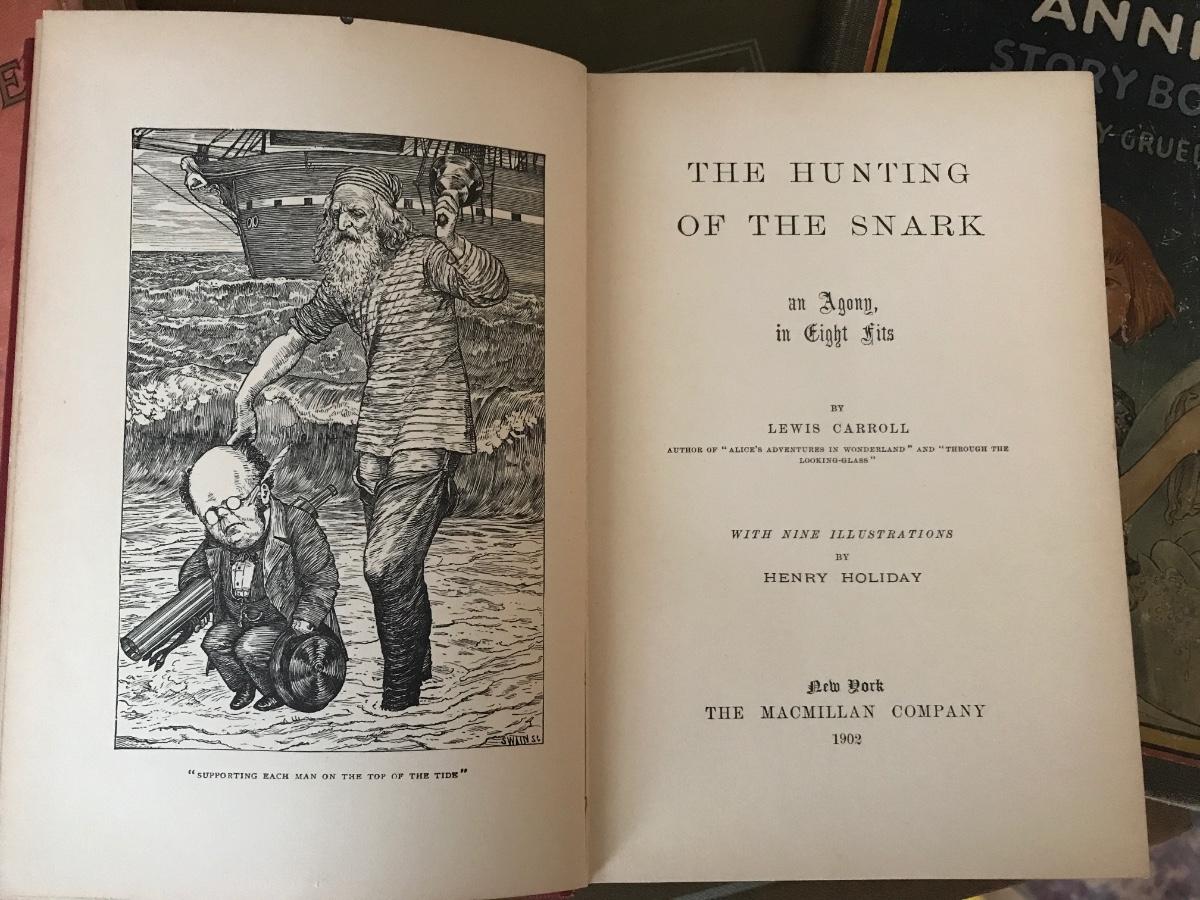 "SUPPORTING EACH MAN ON THE TOP OF THE TIDE"
SWAIN SC
THE HUNTING
OF THE SNARK
an Agony,
in Eight Fits
BY
LEWIS CARROLL
AUTHOR OF "ALICE'S ADVENTURES IN WONDERLAND" AND "THROUGH THE
LOOKING-GLASS"
WITH NINE ILLUSTRATIONS
BY
HENRY HOLIDAY
New York
THE MACMILLAN COMPANY
1902
ANN
STORY BO
Y GRUE